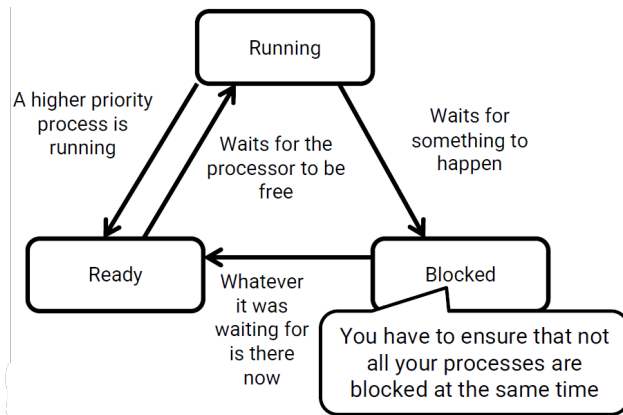 Running
A higher priority
process is
running
Waits for the
processor to be
free
Waits for
something to
happen
Ready
Blocked
Whatever
it was
waiting for
is there
now
You have to ensure that not
all your processes are
blocked at the same time